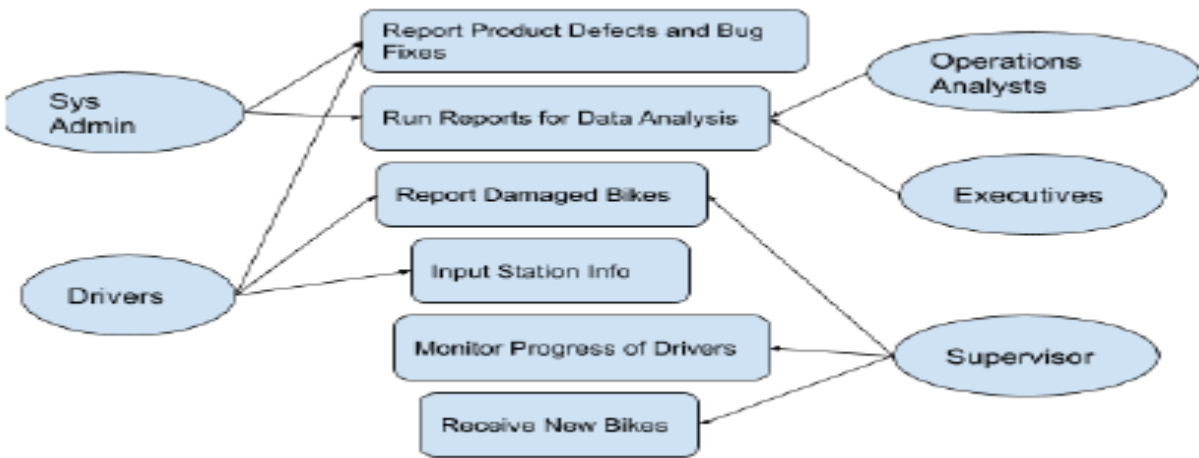 Report Product Defects and Bug
Fixes
Operations
Analysts
Sys
Admin
Run Reports for Data Analysis
Report Damaged Bikes
Executives
Input Station Info
Drivers
Monitor Progress of Drivers
Supervisor
Receive New Bikes